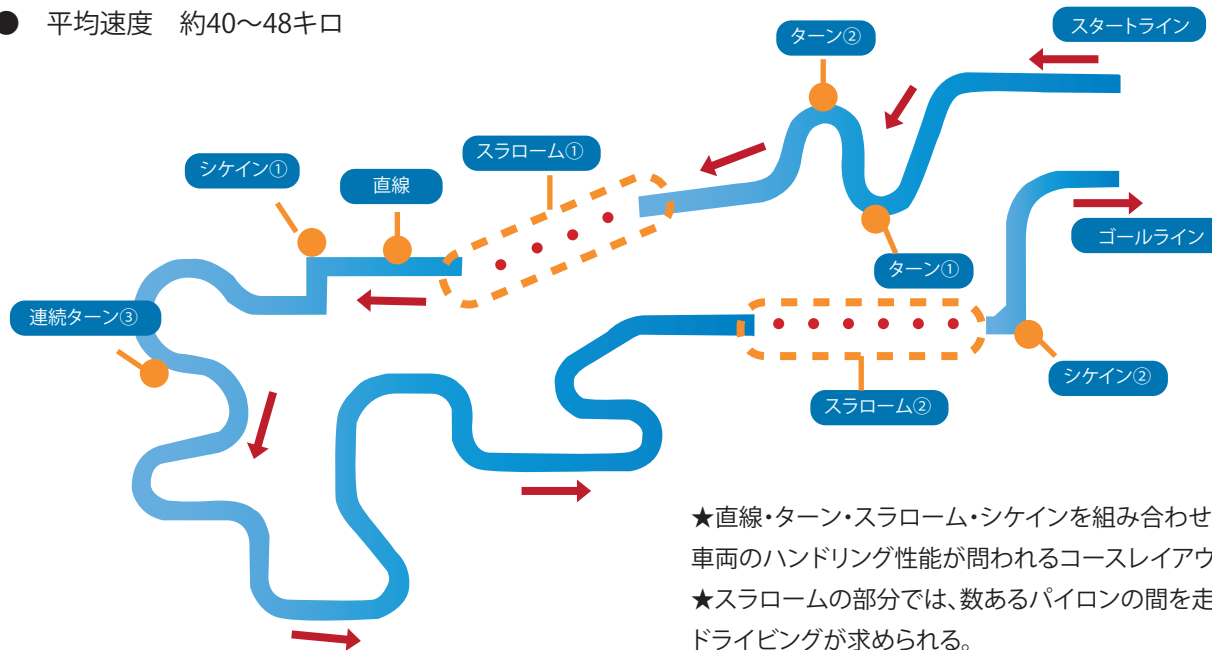 ● 平均速度 約40～48キロ
スタートライン
ターン②
スラローム①
シケイン①
直線
ゴールライン
ターン①
連続ターン③
シケイン②
スラローム②
★直線・ターン・スラローム・シケインを組み合わせ
車両のハンドリング性能が問われるコースレイアウ
★スラロームの部分では、数あるパイロンの間を走
ドライビングが求められる。